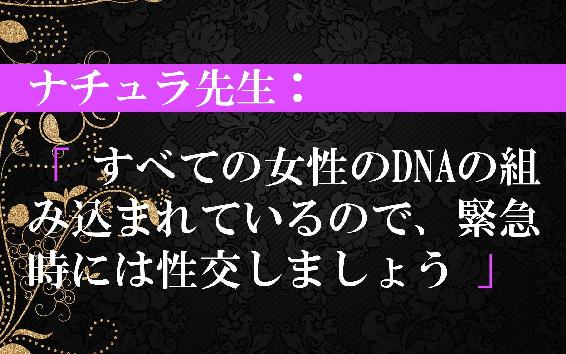 ナチュラ先生：
「 すべての女性のDNAの組
み込まれているので、緊急
時には性交しましょう 」